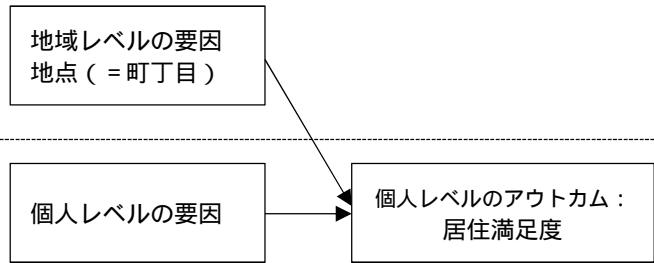 地域レベルの要因
地点（=町丁目）
個人レベルの要因
個人レベルのアウトカム：
居住満足度